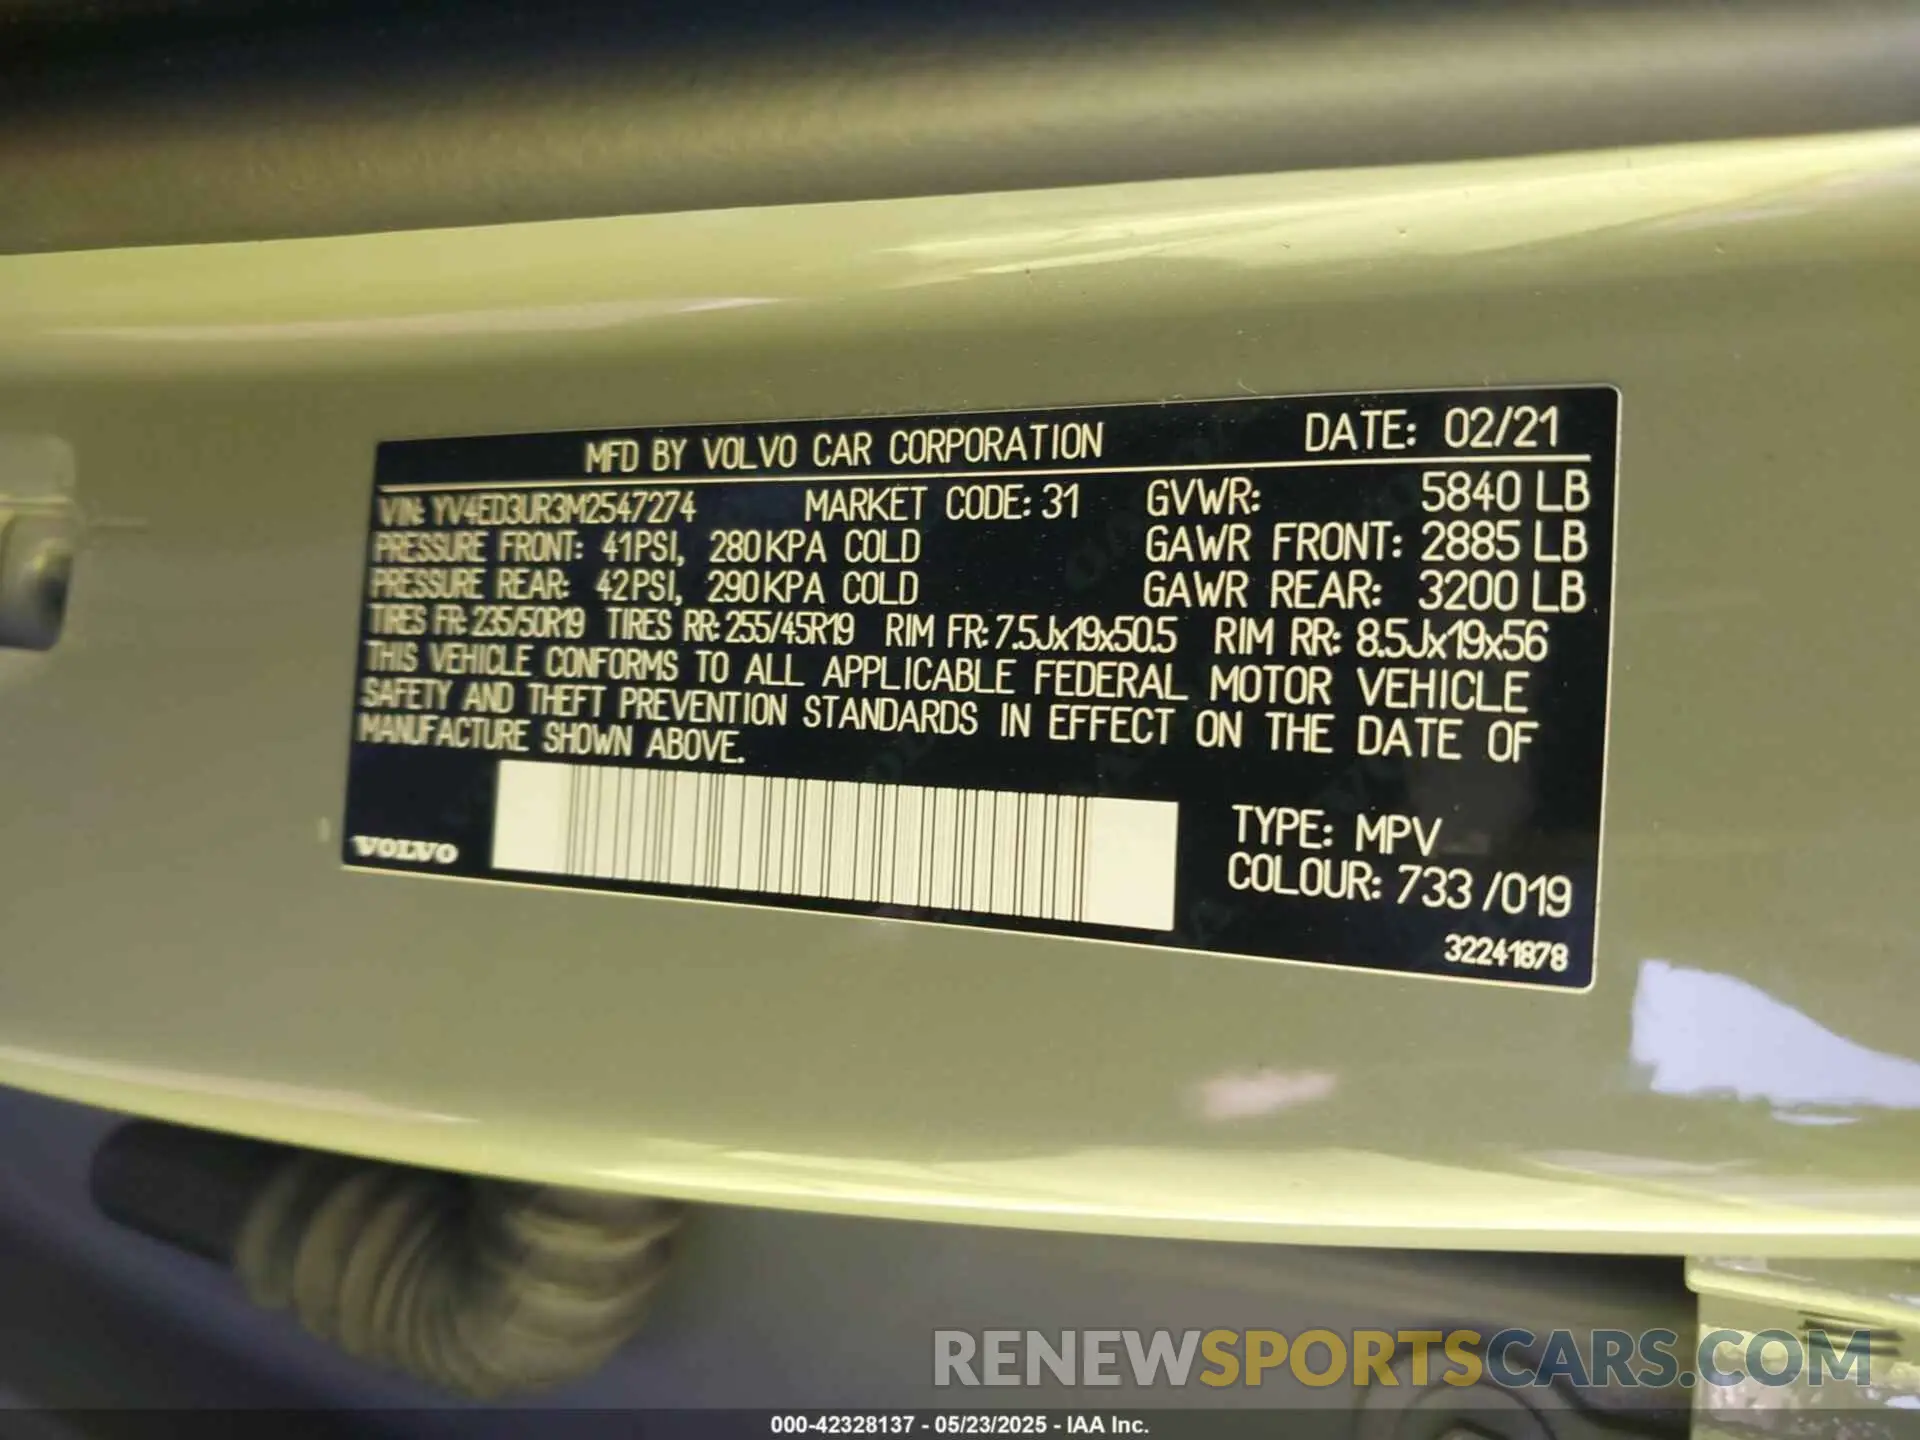 MFD BY VOLVO CAR CORPORATION DATE: 02/21
VIN: YV4ED3UR3M2547274 MARKET CODE: 31 GVWR: 5840 LB
PRESSURE FRONT: 41PSI, 280KPA COLD GAWR FRONT: 2885 LB
PRESSURE REAR: 42PSI, 290KPA COLD GAWR REAR: 3200 LB
TIRES FR: 235/50R19 TIRES RR: 255/45R19 RIM FR: 7.5Jx19x50.5 RIM RR: 8.5Jx19x56
THIS VEHICLE CONFORMS TO ALL APPLICABLE FEDERAL MOTOR VEHICLE
SAFETY AND THEFT PREVENTION STANDARDS IN EFFECT ON THE DATE OF
MANUFACTURE SHOWN ABOVE.
TYPE: MPV
VOLVO COLOUR: 733 /019
32241878
RENEWSPORTSCARS.COM
000-42328137 - 05/23/2025 - IAA Inc.